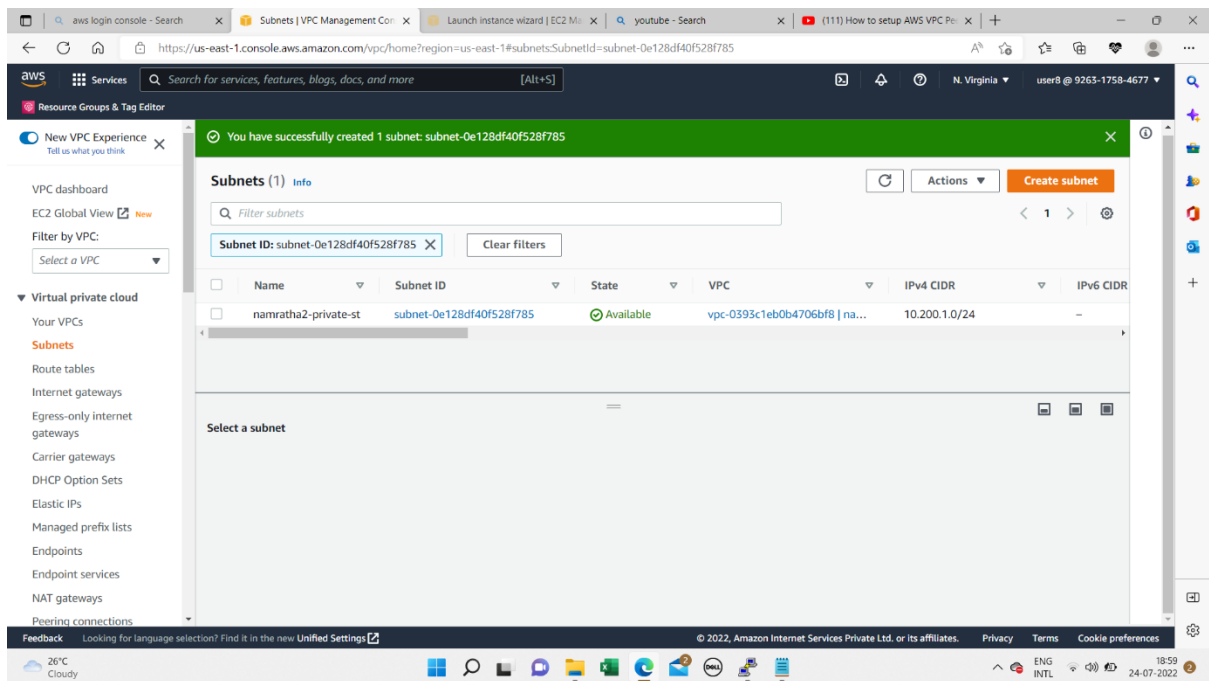 aws login console - Search
Subnets | VPC Management Con
Launch instance wizard | EC2 Ma
youtube - Search
(111) How to setup AWS VPC Pee
https://us-east-1.console.aws.amazon.com/vpc/home?region=us-east-1#subnets:SubnetId=subnet-0e128df40f528f785
aws
Services
Search for services, features, blogs, docs, and more
[Alt+S]
N. Virginia
user8 @ 9263-1758-4677
Resource Groups & Tag Editor
New VPC Experience
Tell us what you think
You have successfully created 1 subnet: subnet-0e128df40f528f785
VPC dashboard
EC2 Global View New
Filter by VPC:
Select a VPC
Virtual private cloud
Your VPCs
Subnets
Route tables
Internet gateways
Egress-only internet
gateways
Carrier gateways
DHCP Option Sets
Elastic IPs
Managed prefix lists
Endpoints
Endpoint services
NAT gateways
Peering connections
Subnets (1) Info
Actions
Create subnet
Filter subnets
1
Subnet ID: subnet-0e128df40f528f785
Clear filters
Name Subnet ID State VPC IPv4 CIDR IPv6 CIDR
namratha2-private-st subnet-0e128df40f528f785 Available vpc-0393c1eb0b4706bf8 | na... 10.200.1.0/24 –
Select a subnet
Feedback Looking for language selection? Find it in the new Unified Settings
© 2022, Amazon Internet Services Private Ltd. or its affiliates. Privacy Terms Cookie preferences
26°C
Cloudy
DELL
ENG
INTL
18:59
24-07-2022
2